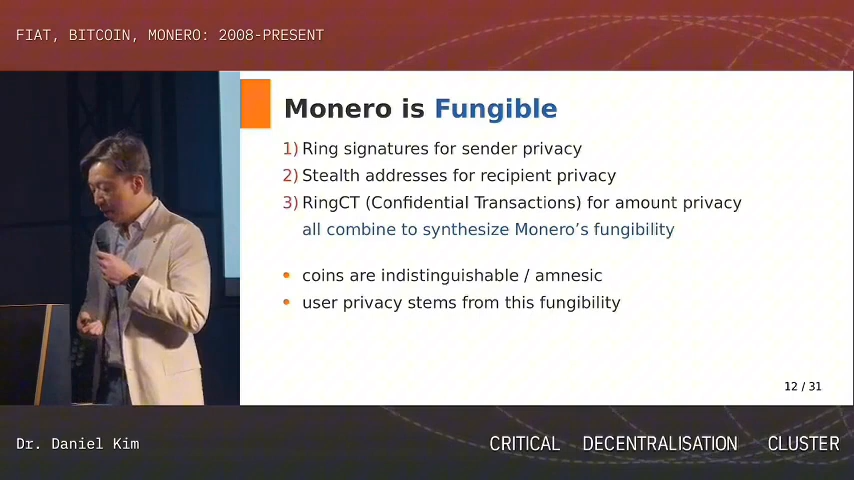 FIAT, BITCOIN, MONERO: 2008-PRESENT
Monero is Fungible
1) Ring signatures for sender privacy
2) Stealth addresses for recipient privacy
3) RingCT (Confidential Transactions) for amount privacy
all combine to synthesize Monero’s fungibility
• coins are indistinguishable / amnesic
• user privacy stems from this fungibility
12 / 31
Dr. Daniel Kim
CRITICAL DECENTRALISATION CLUSTER